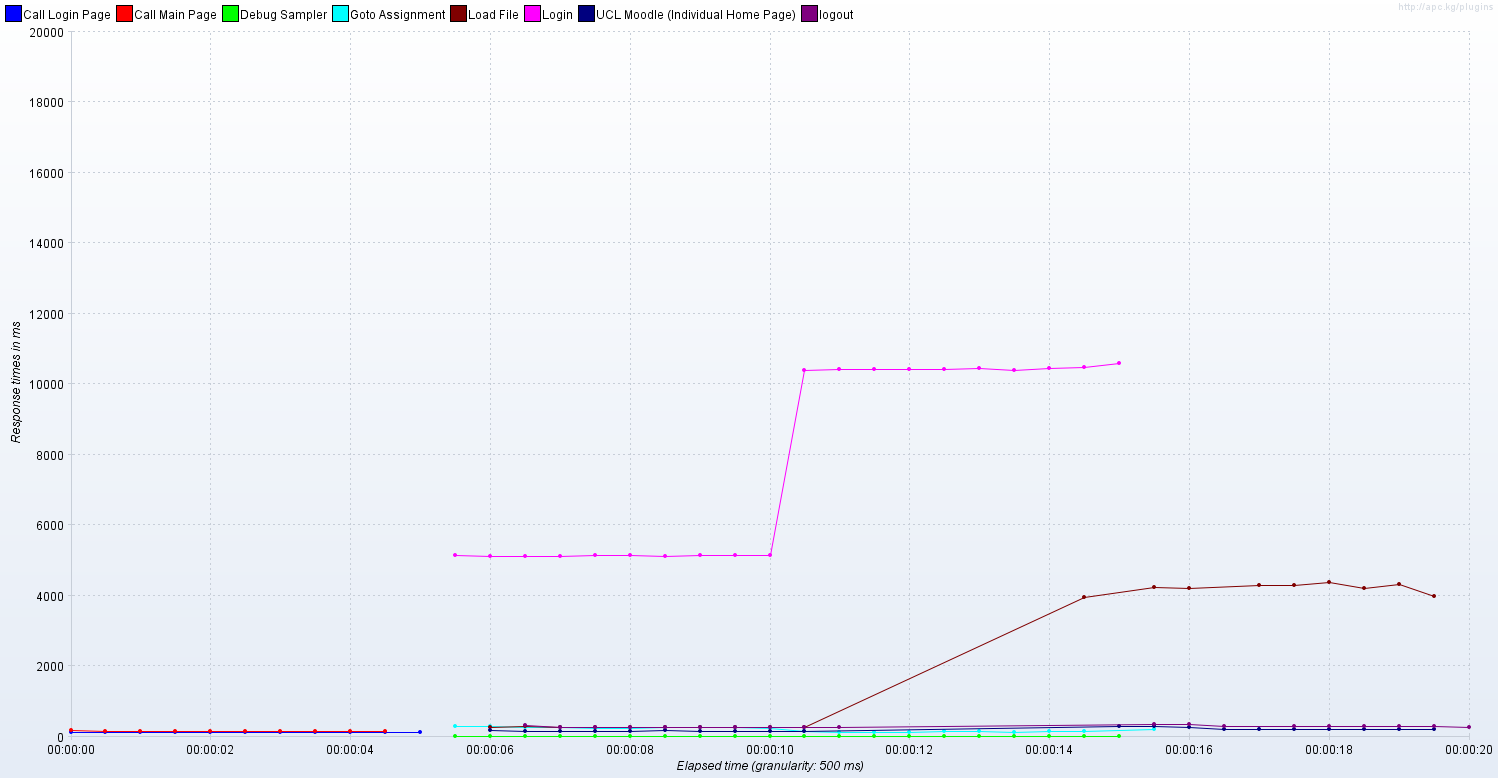 http://apc.kg/plugins
Call Login Page Call Main Page Debug Sampler Goto Assignment Load File Login UCL Moodle (Individual Home Page) logout
20000
18000
16000
14000
12000
10000
8000
6000
4000
2000
0
Response times in ms
00:00:00 00:00:02 00:00:04 00:00:06 00:00:08 00:00:10 00:00:12 00:00:14 00:00:16 00:00:18 00:00:20
Elapsed time (granularity: 500 ms)